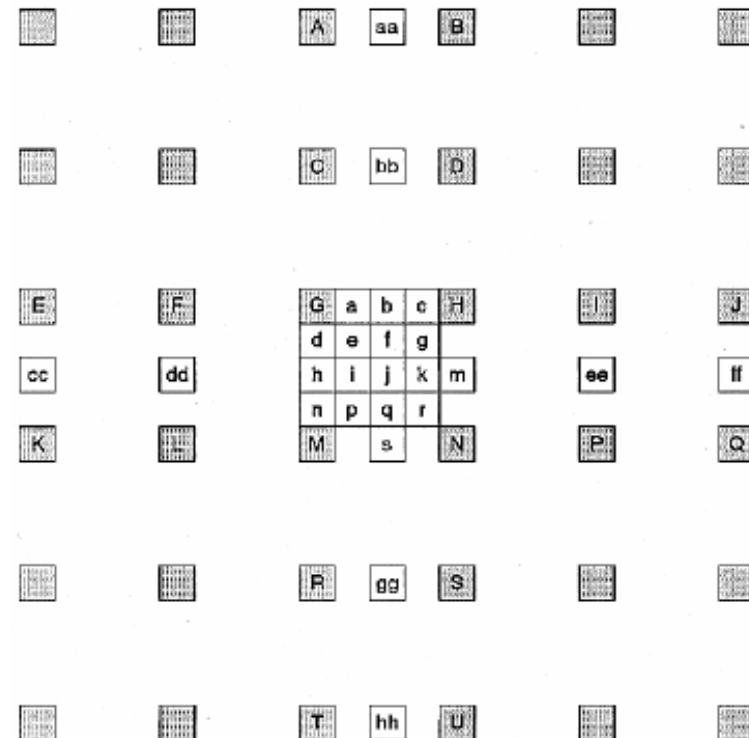 A aa B
C bb D
E F G a b c H I J
d e f g
cc dd h i j k m ee ff
n p q r
K L M s N P Q
R gg S
T hh U